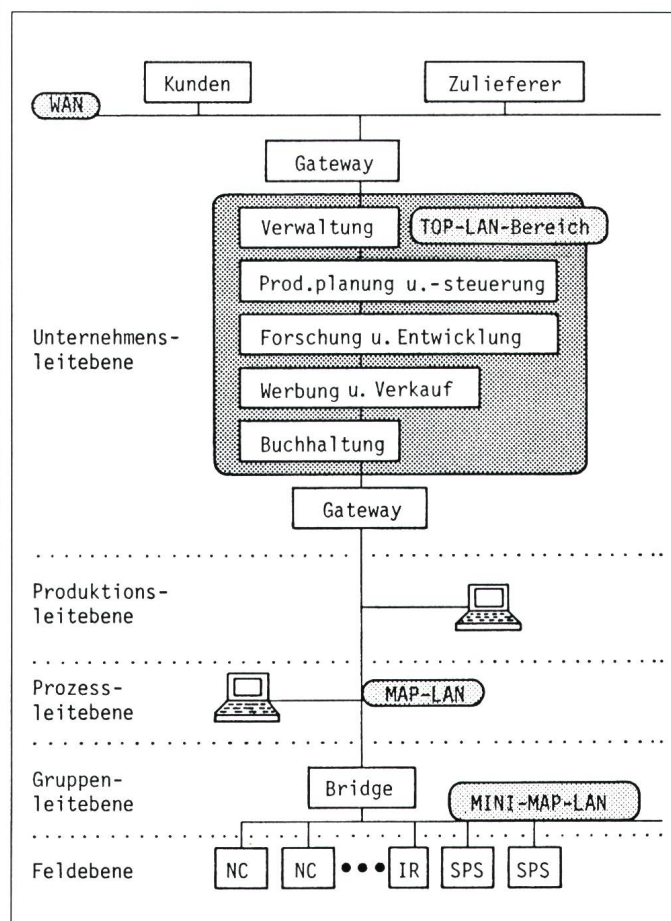 Kunden
Zulieferer
WAN
Gateway
Verwaltung
TOP-LAN-Bereich
Prod.planung u.-steuerung
Unternehmens-
leitebene
Forschung u. Entwicklung
Werbung u. Verkauf
Buchhaltung
Gateway
Produktions-
leitebene
Prozess-
leitebene
MAP-LAN
Gruppen-
leitebene
Bridge
MINI-MAP-LAN
Feldebene
NC
NC
IR
SPS
SPS